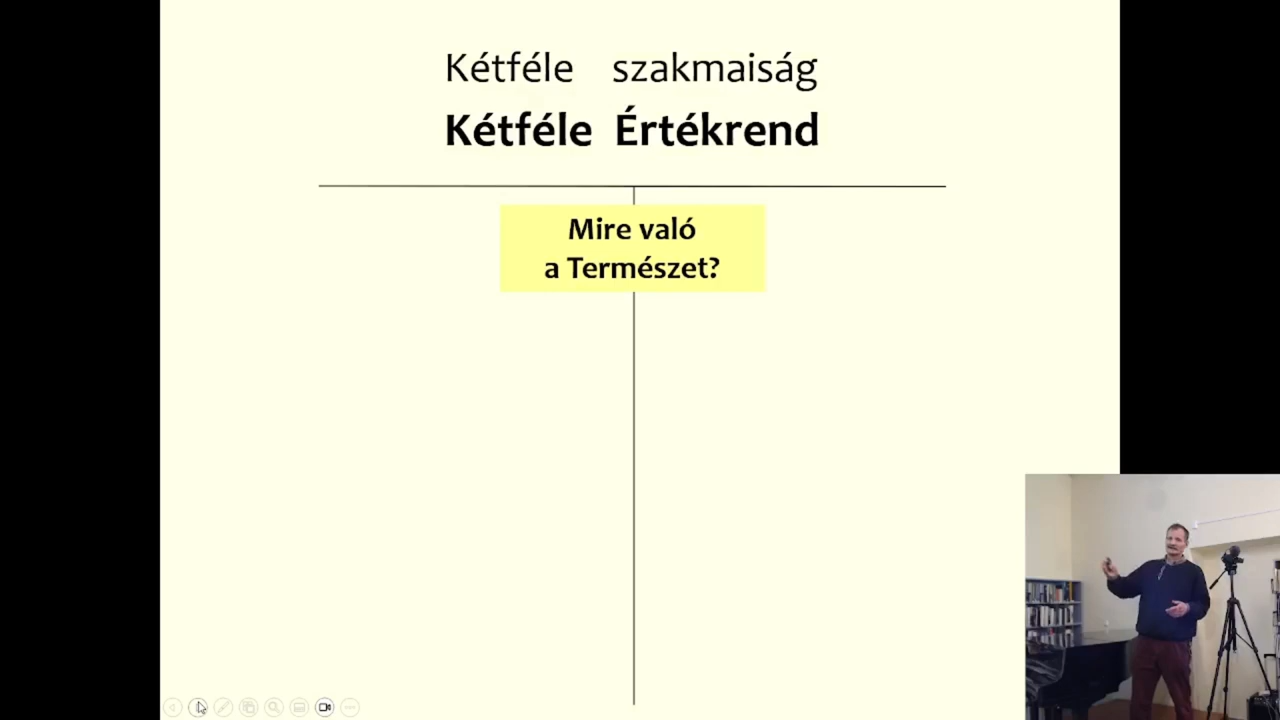 Kétféle szakmaiság
Kétféle Értékrend
Mire való
a Természet?